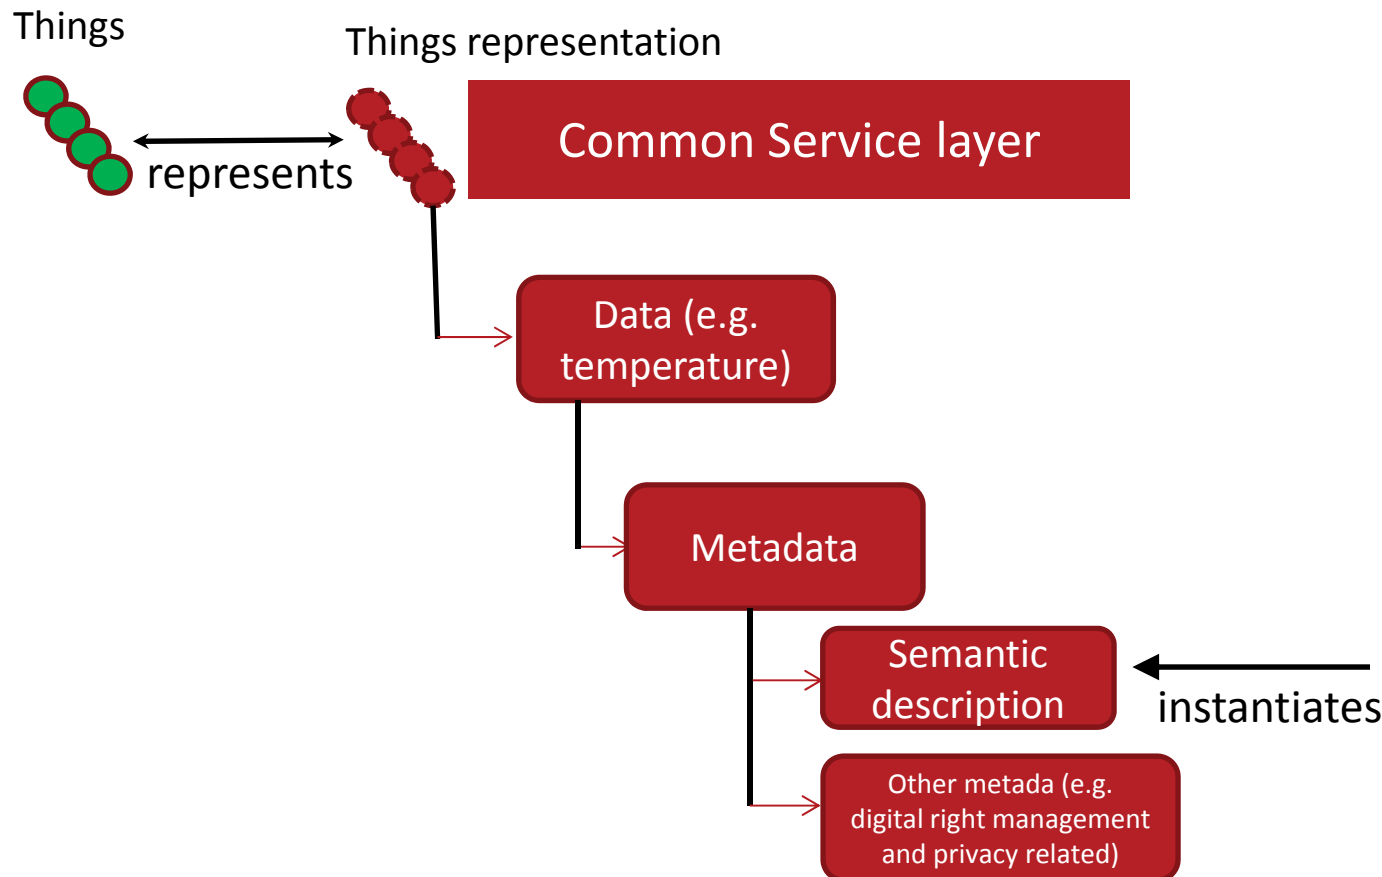 Things
Things representation
Common Service layer
represents
Data (e.g.
temperature)
Metadata
Semantic
description
instantiates
Other metada (e.g.
digital right management
and privacy related)